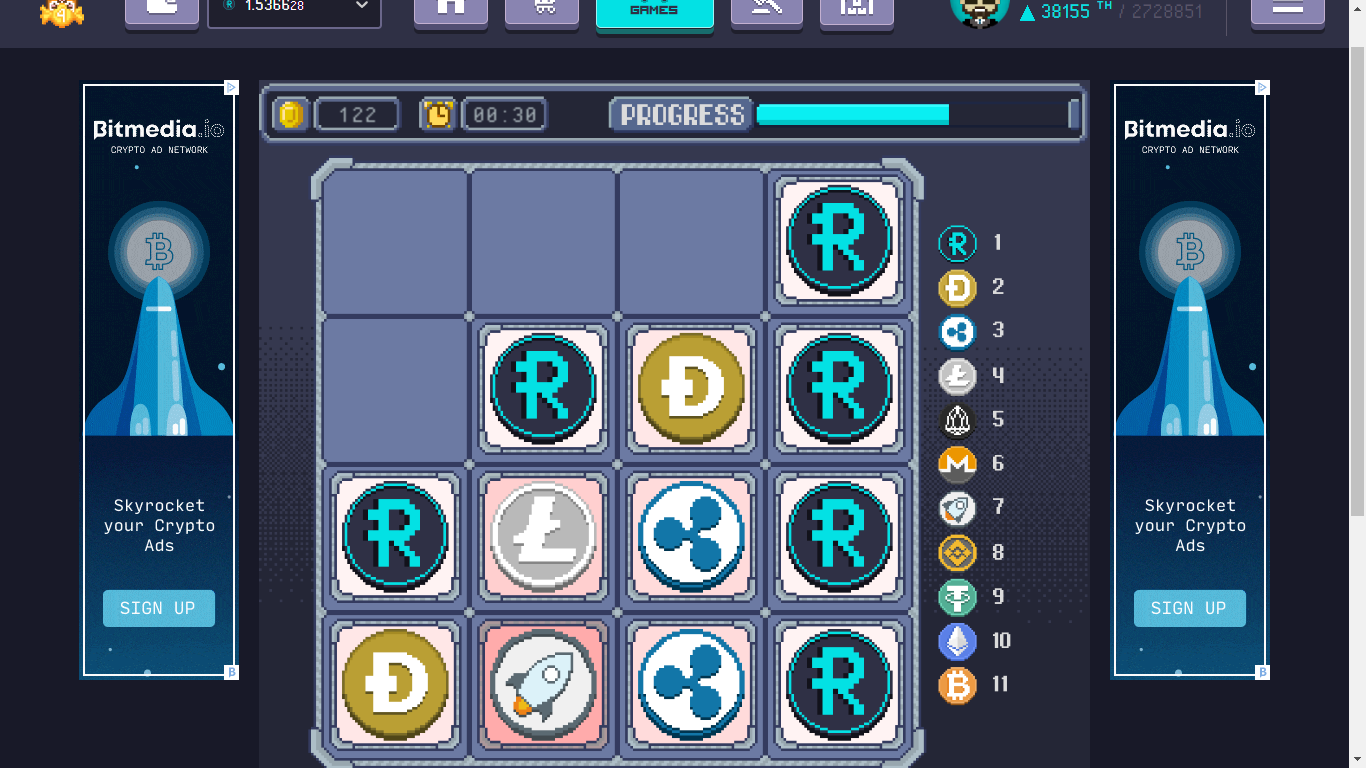 1.536628
GAMES
38155 TH / 2728851
122
00:30
PROGRESS
Bitmedia.io
CRYPTO AD NETWORK
Skyrocket
your Crypto
Ads
SIGN UP
1
2
3
4
5
6
7
8
9
10
11
Bitmedia.io
CRYPTO AD NETWORK
Skyrocket
your Crypto
Ads
SIGN UP